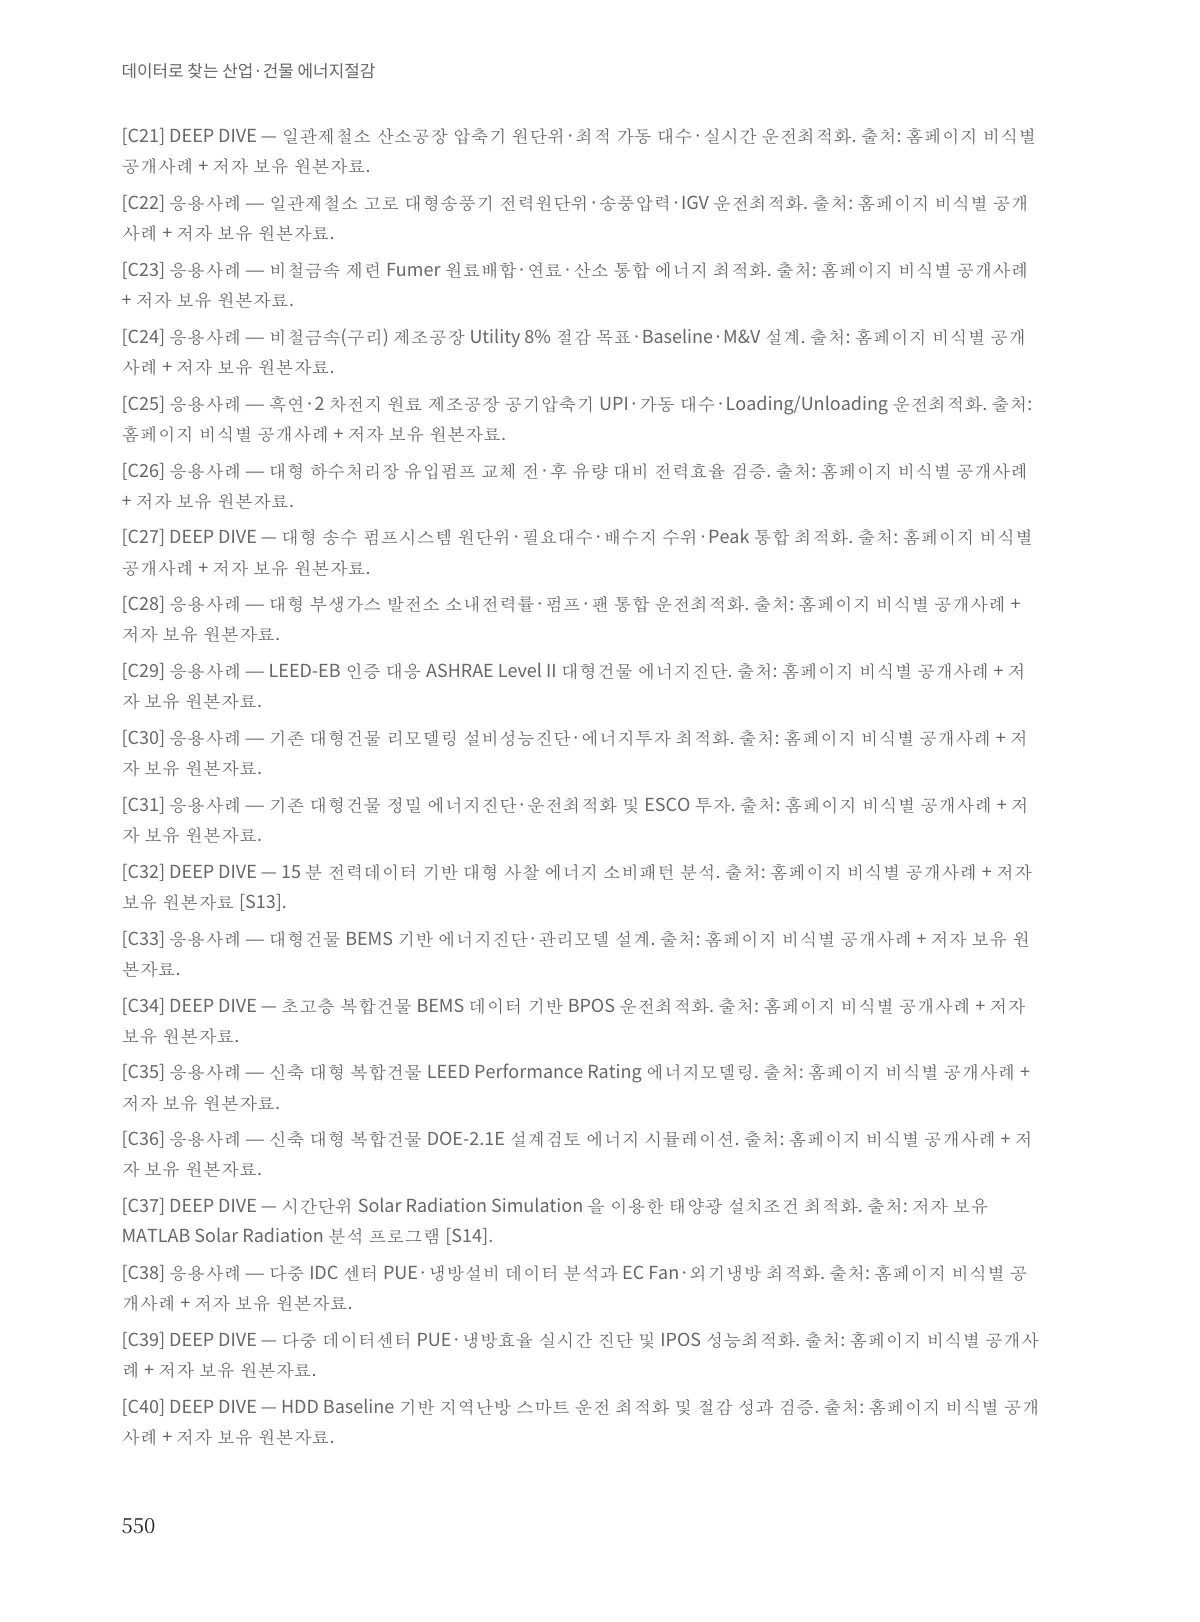 데이터로 찾는 산업·건물 에너지절감
[C21] DEEP DIVE — 일관제철소 산소공장 압축기 원단위·최적 가동 대수·실시간 운전최적화. 출처: 홈페이지 비식별
공개사례 + 저자 보유 원본자료.
[C22] 응용사례 — 일관제철소 고로 대형송풍기 전력원단위·송풍압력·IGV 운전최적화. 출처: 홈페이지 비식별 공개
사례 + 저자 보유 원본자료.
[C23] 응용사례 — 비철금속 제련 Fumer 원료배합·연료·산소 통합 에너지 최적화. 출처: 홈페이지 비식별 공개사례
+ 저자 보유 원본자료.
[C24] 응용사례 — 비철금속(구리) 제조공장 Utility 8% 절감 목표·Baseline·M&V 설계. 출처: 홈페이지 비식별 공개
사례 + 저자 보유 원본자료.
[C25] 응용사례 — 흑연·2 차전지 원료 제조공장 공기압축기 UPI·가동 대수·Loading/Unloading 운전최적화. 출처:
홈페이지 비식별 공개사례 + 저자 보유 원본자료.
[C26] 응용사례 — 대형 하수처리장 유입펌프 교체 전·후 유량 대비 전력효율 검증. 출처: 홈페이지 비식별 공개사례
+ 저자 보유 원본자료.
[C27] DEEP DIVE — 대형 송수 펌프시스템 원단위·필요대수·배수지 수위·Peak 통합 최적화. 출처: 홈페이지 비식별
공개사례 + 저자 보유 원본자료.
[C28] 응용사례 — 대형 부생가스 발전소 소내전력률·펌프·팬 통합 운전최적화. 출처: 홈페이지 비식별 공개사례 +
저자 보유 원본자료.
[C29] 응용사례 — LEED-EB 인증 대응 ASHRAE Level II 대형건물 에너지진단. 출처: 홈페이지 비식별 공개사례 + 저
자 보유 원본자료.
[C30] 응용사례 — 기존 대형건물 리모델링 설비성능진단·에너지투자 최적화. 출처: 홈페이지 비식별 공개사례 + 저
자 보유 원본자료.
[C31] 응용사례 — 기존 대형건물 정밀 에너지진단·운전최적화 및 ESCO 투자. 출처: 홈페이지 비식별 공개사례 + 저
자 보유 원본자료.
[C32] DEEP DIVE — 15 분 전력데이터 기반 대형 사찰 에너지 소비패턴 분석. 출처: 홈페이지 비식별 공개사례 + 저자
보유 원본자료 [S13].
[C33] 응용사례 — 대형건물 BEMS 기반 에너지진단·관리모델 설계. 출처: 홈페이지 비식별 공개사례 + 저자 보유 원
본자료.
[C34] DEEP DIVE — 초고층 복합건물 BEMS 데이터 기반 BPOS 운전최적화. 출처: 홈페이지 비식별 공개사례 + 저자
보유 원본자료.
[C35] 응용사례 — 신축 대형 복합건물 LEED Performance Rating 에너지모델링. 출처: 홈페이지 비식별 공개사례 +
저자 보유 원본자료.
[C36] 응용사례 — 신축 대형 복합건물 DOE-2.1E 설계검토 에너지 시뮬레이션. 출처: 홈페이지 비식별 공개사례 + 저
자 보유 원본자료.
[C37] DEEP DIVE — 시간단위 Solar Radiation Simulation 을 이용한 태양광 설치조건 최적화. 출처: 저자 보유
MATLAB Solar Radiation 분석 프로그램 [S14].
[C38] 응용사례 — 다중 IDC 센터 PUE·냉방설비 데이터 분석과 EC Fan·외기냉방 최적화. 출처: 홈페이지 비식별 공
개사례 + 저자 보유 원본자료.
[C39] DEEP DIVE — 다중 데이터센터 PUE·냉방효율 실시간 진단 및 IPOS 성능최적화. 출처: 홈페이지 비식별 공개사
례 + 저자 보유 원본자료.
[C40] DEEP DIVE — HDD Baseline 기반 지역난방 스마트 운전 최적화 및 절감 성과 검증. 출처: 홈페이지 비식별 공개
사례 + 저자 보유 원본자료.
550